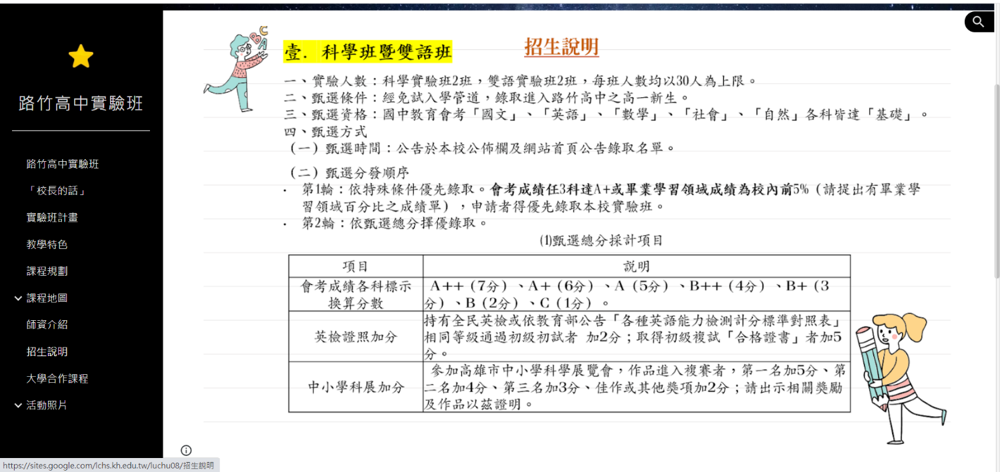 路竹高中實驗班
路竹高中實驗班
「校長的話」
實驗班計畫
教學特色
課程規劃
課程地圖
師資介紹
招生說明
大學合作課程
活動照片
A
B
C
壹. 科學班暨雙語班
招生說明
一、實驗人數：科學實驗班2班，雙語實驗班2班，每班人數均以30人為上限。
二、甄選條件：經免試入學管道，錄取進入路竹高中之高一新生。
三、甄選資格：國中教育會考「國文」、「英語」、「數學」、「社會」、「自然」各科皆達「基礎」。
四、甄選方式
（一）甄選時間：公告於本校公佈欄及網站首頁公告錄取名單。
（二）甄選分發順序
· 第1輪：依特殊條件優先錄取。會考成績任3科達A+或畢業學習領域成績為校內前5%（請提出有畢業學
習領域百分比之成績單），申請者得優先錄取本校實驗班。
· 第2輪：依甄選總分擇優錄取。
(1)甄選總分採計項目
項目
說明
會考成績各科標示
換算分數
A++（7分）、A+（6分）、A（5分）、B++（4分）、B+（3
分）、B（2分）、C（1分）。
英檢證照加分
持有全民英檢或依教育部公告「各種英語能力檢測計分標準對照表」
相同等級通過初級初試者 加2分；取得初級複試「合格證書」者加5
分。
中小學科展加分
參加高雄市中小學科學展覽會，作品進入複賽者，第一名加5分、第
二名加4分、第三名加3分、佳作或其他獎項加2分；請出示相關獎勵
及作品以茲證明。
https://sites.google.com/lchs.kh.edu.tw/luchu08/招生說明